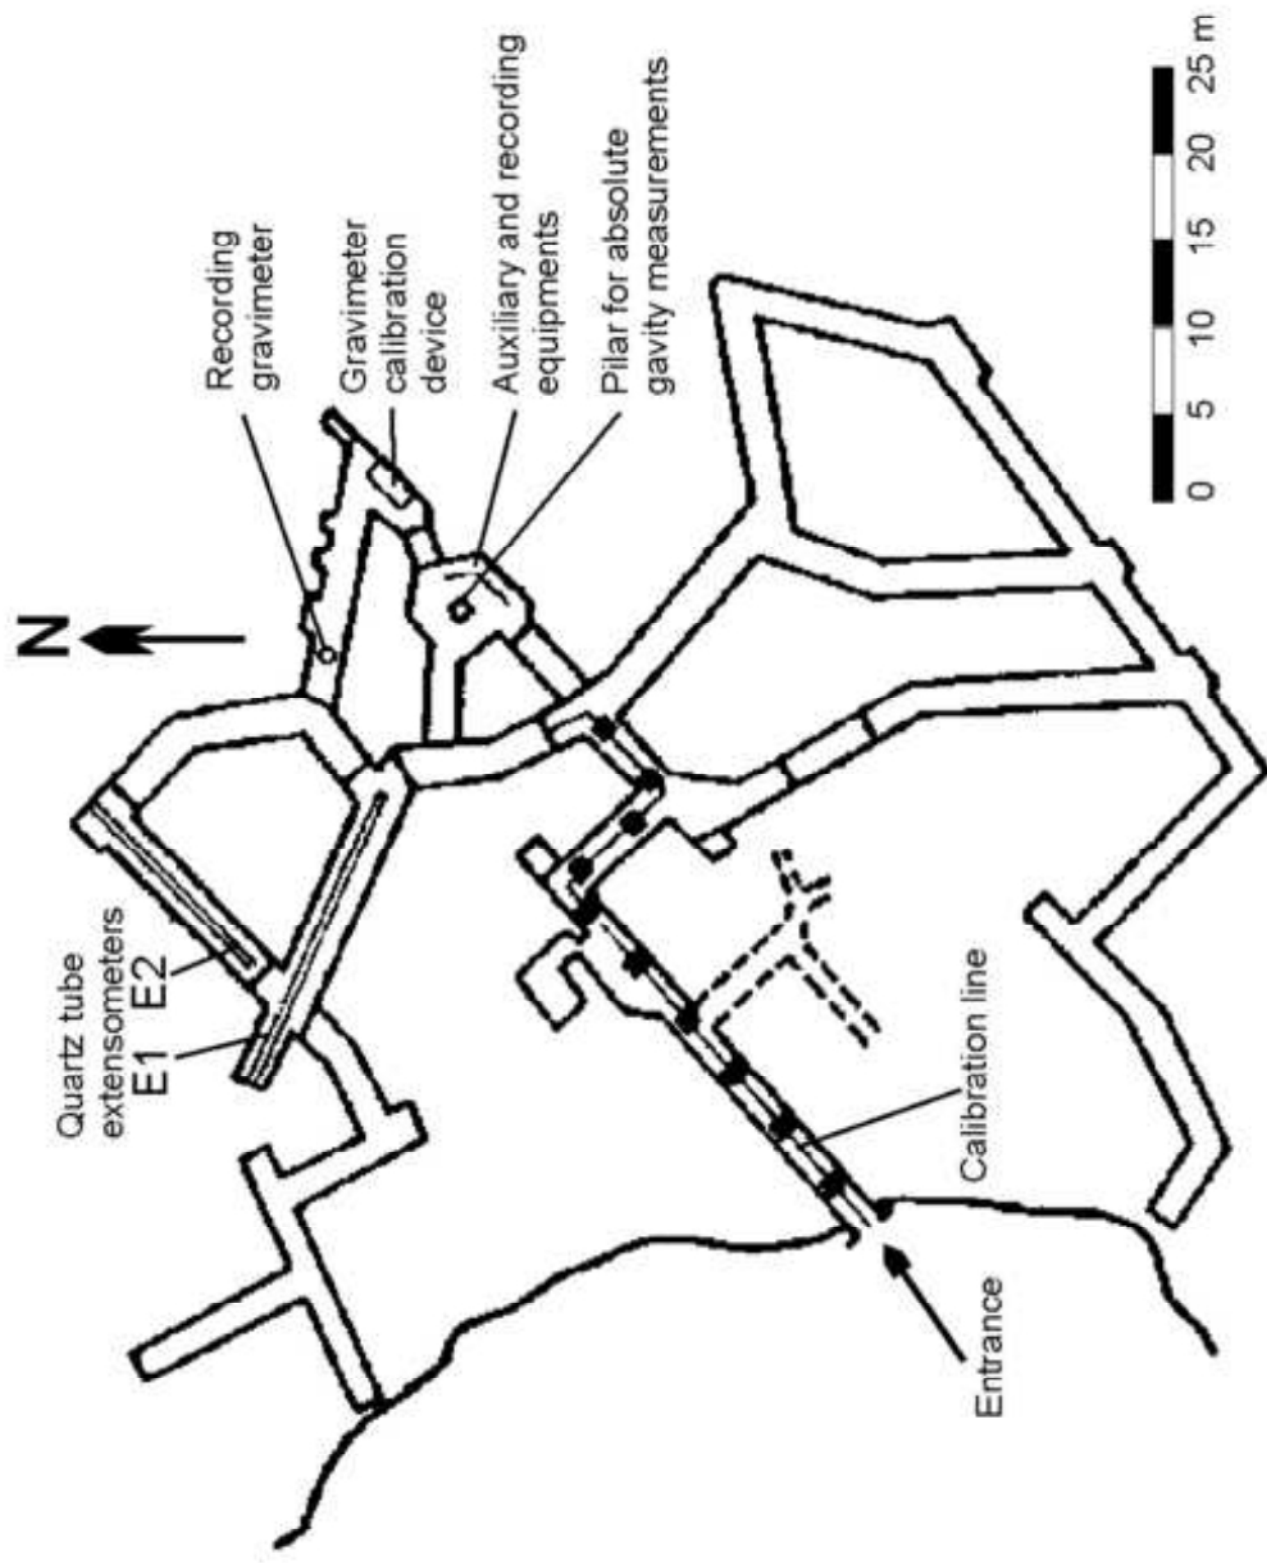 N
Recording
gravimeter
Gravimeter
calibration
device
Auxiliary and recording
equipments
Pilar for absolute
gavity measurements
Quartz tube
extensometers
E1 E2
Calibration line
Entrance
0 5 10 15 20 25 m